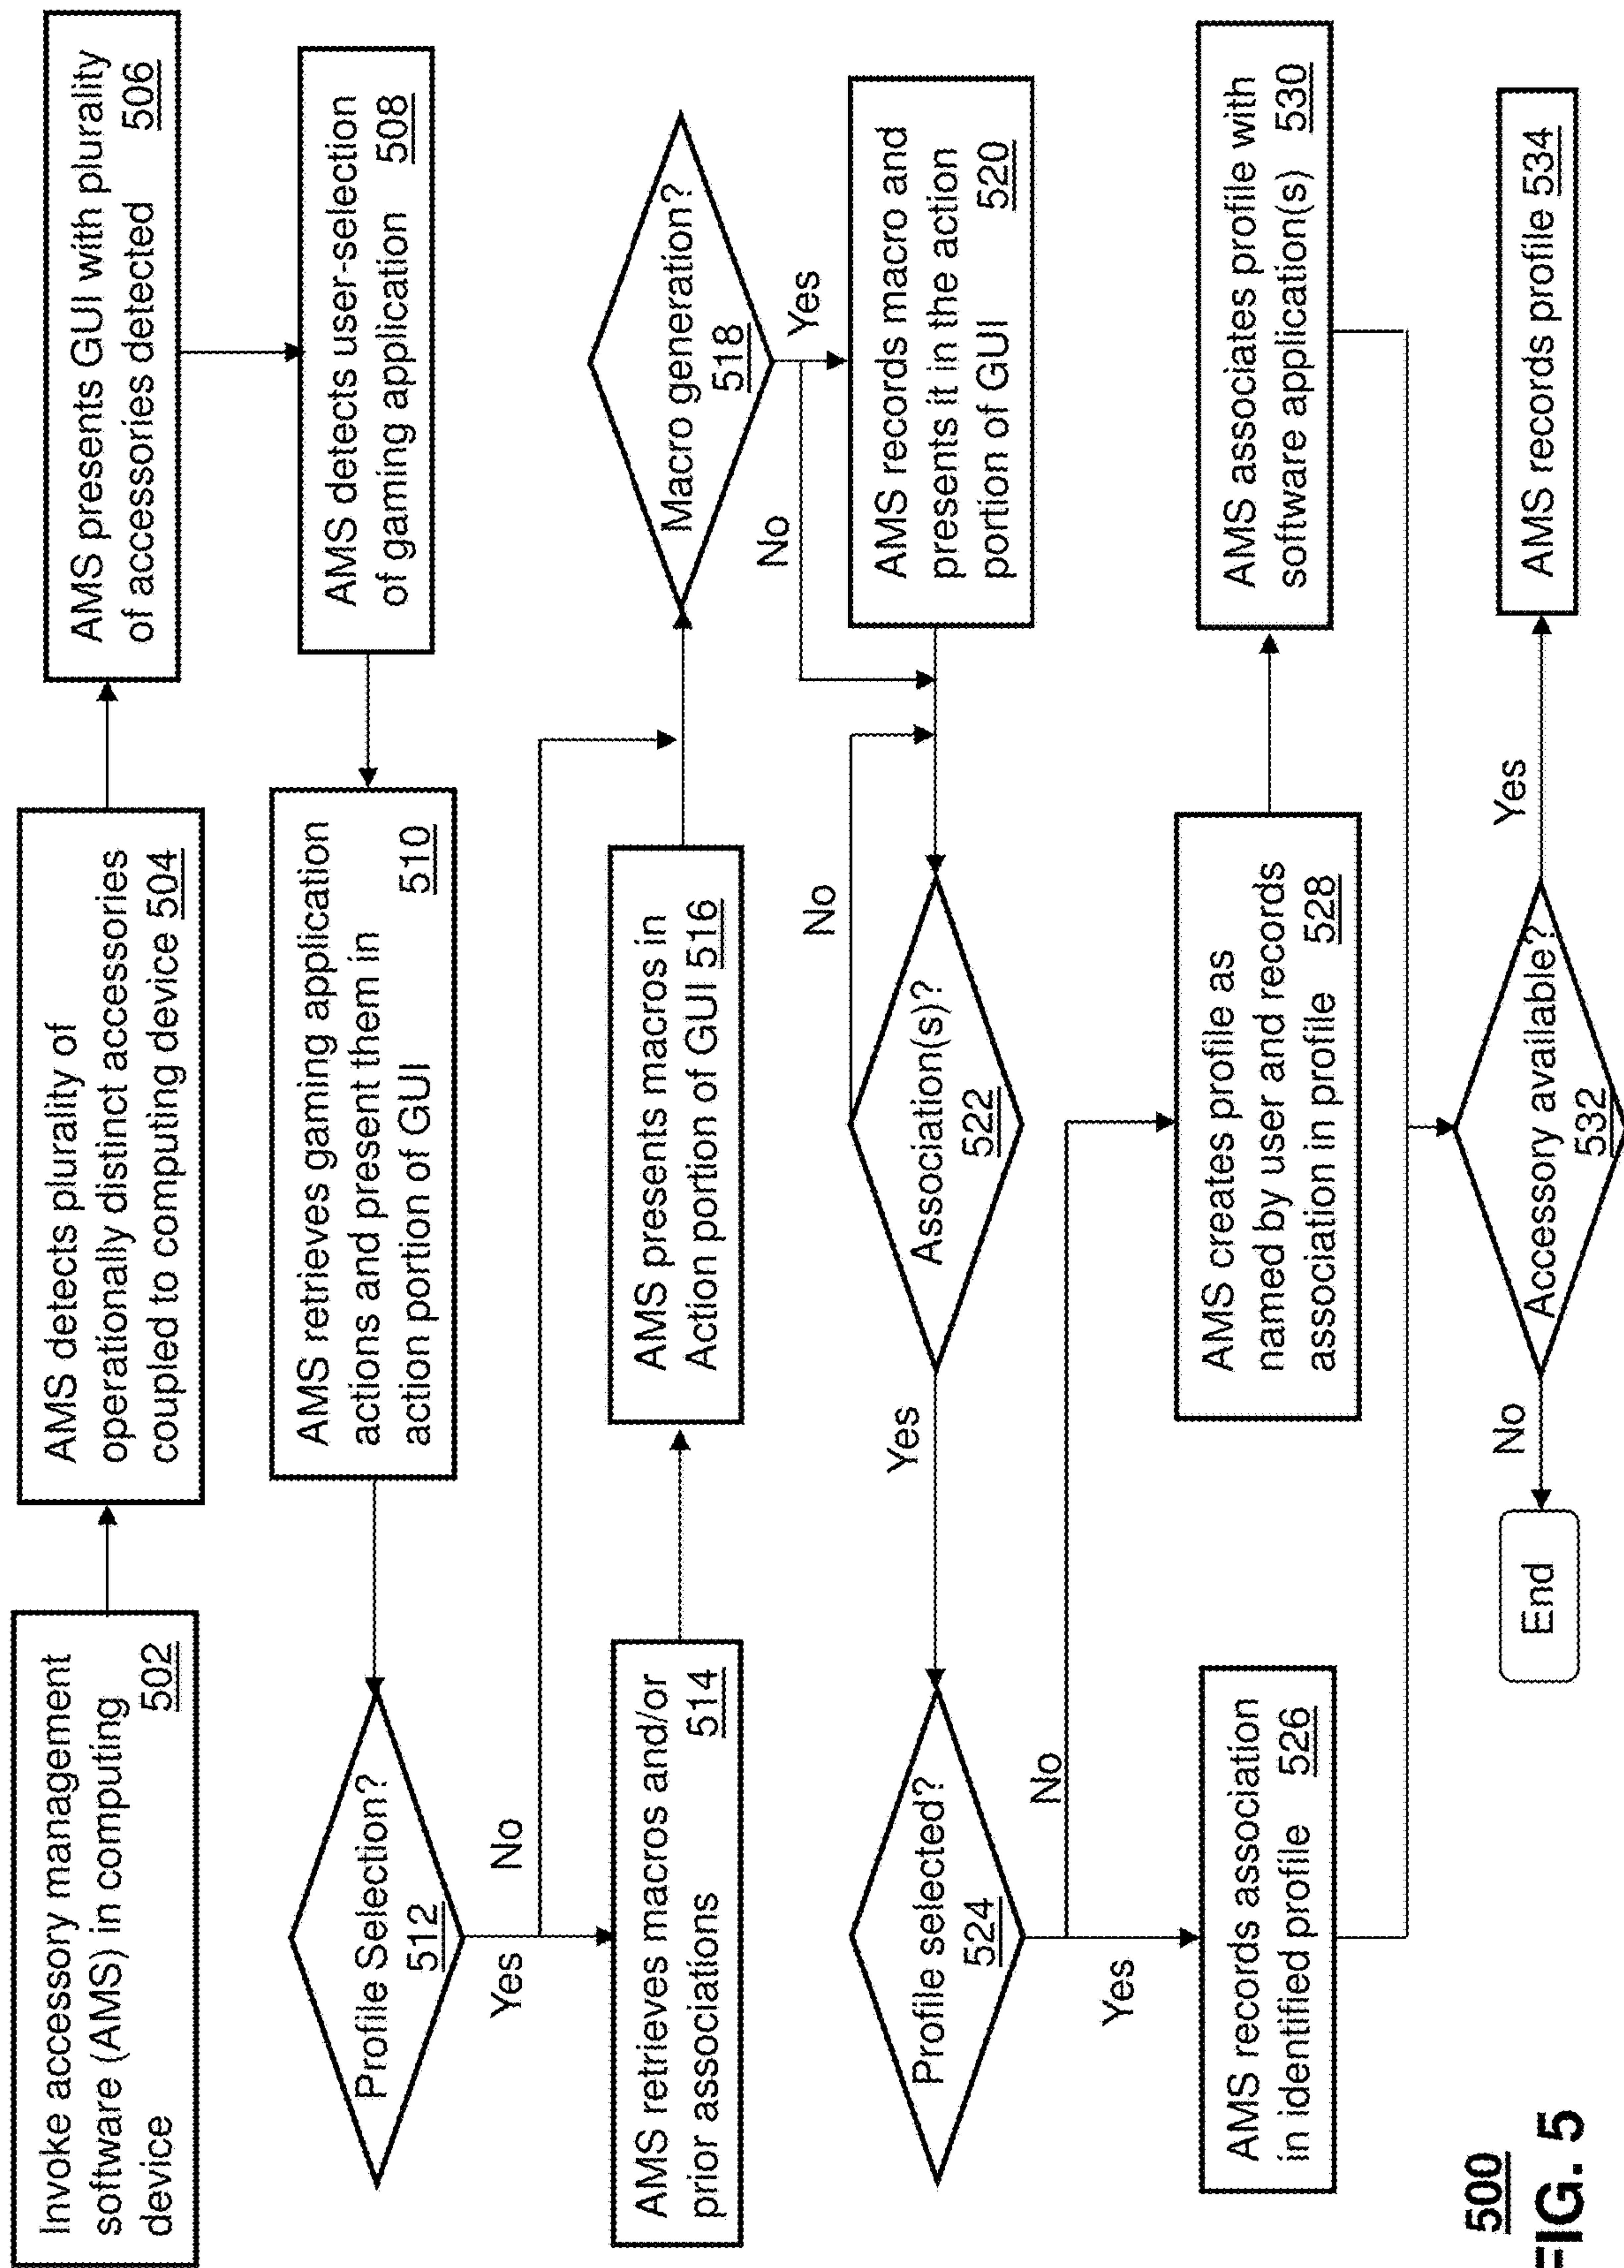 Invoke accessory management
software (AMS) in computing
device 502
AMS detects plurality of
operationally distinct accessories
coupled to computing device 504
AMS presents GUI with plurality
of accessories detected 506
AMS detects user-selection
of gaming application 508
AMS retrieves gaming application
actions and present them in
action portion of GUI 510
Profile Selection?
512
No
Yes
AMS retrieves macros and/or
prior associations 514
AMS presents macros in
Action portion of GUI 516
Macro generation?
518
No
Yes
AMS records macro and
presents it in the action
portion of GUI 520
No
Association(s)?
522
Yes
Profile selected?
524
No
Yes
AMS records association
in identified profile 526
AMS creates profile as
named by user and records
association in profile 528
AMS associates profile with
software application(s) 530
Accessory available?
532
No
End
Yes
AMS records profile 534
500
FIG. 5